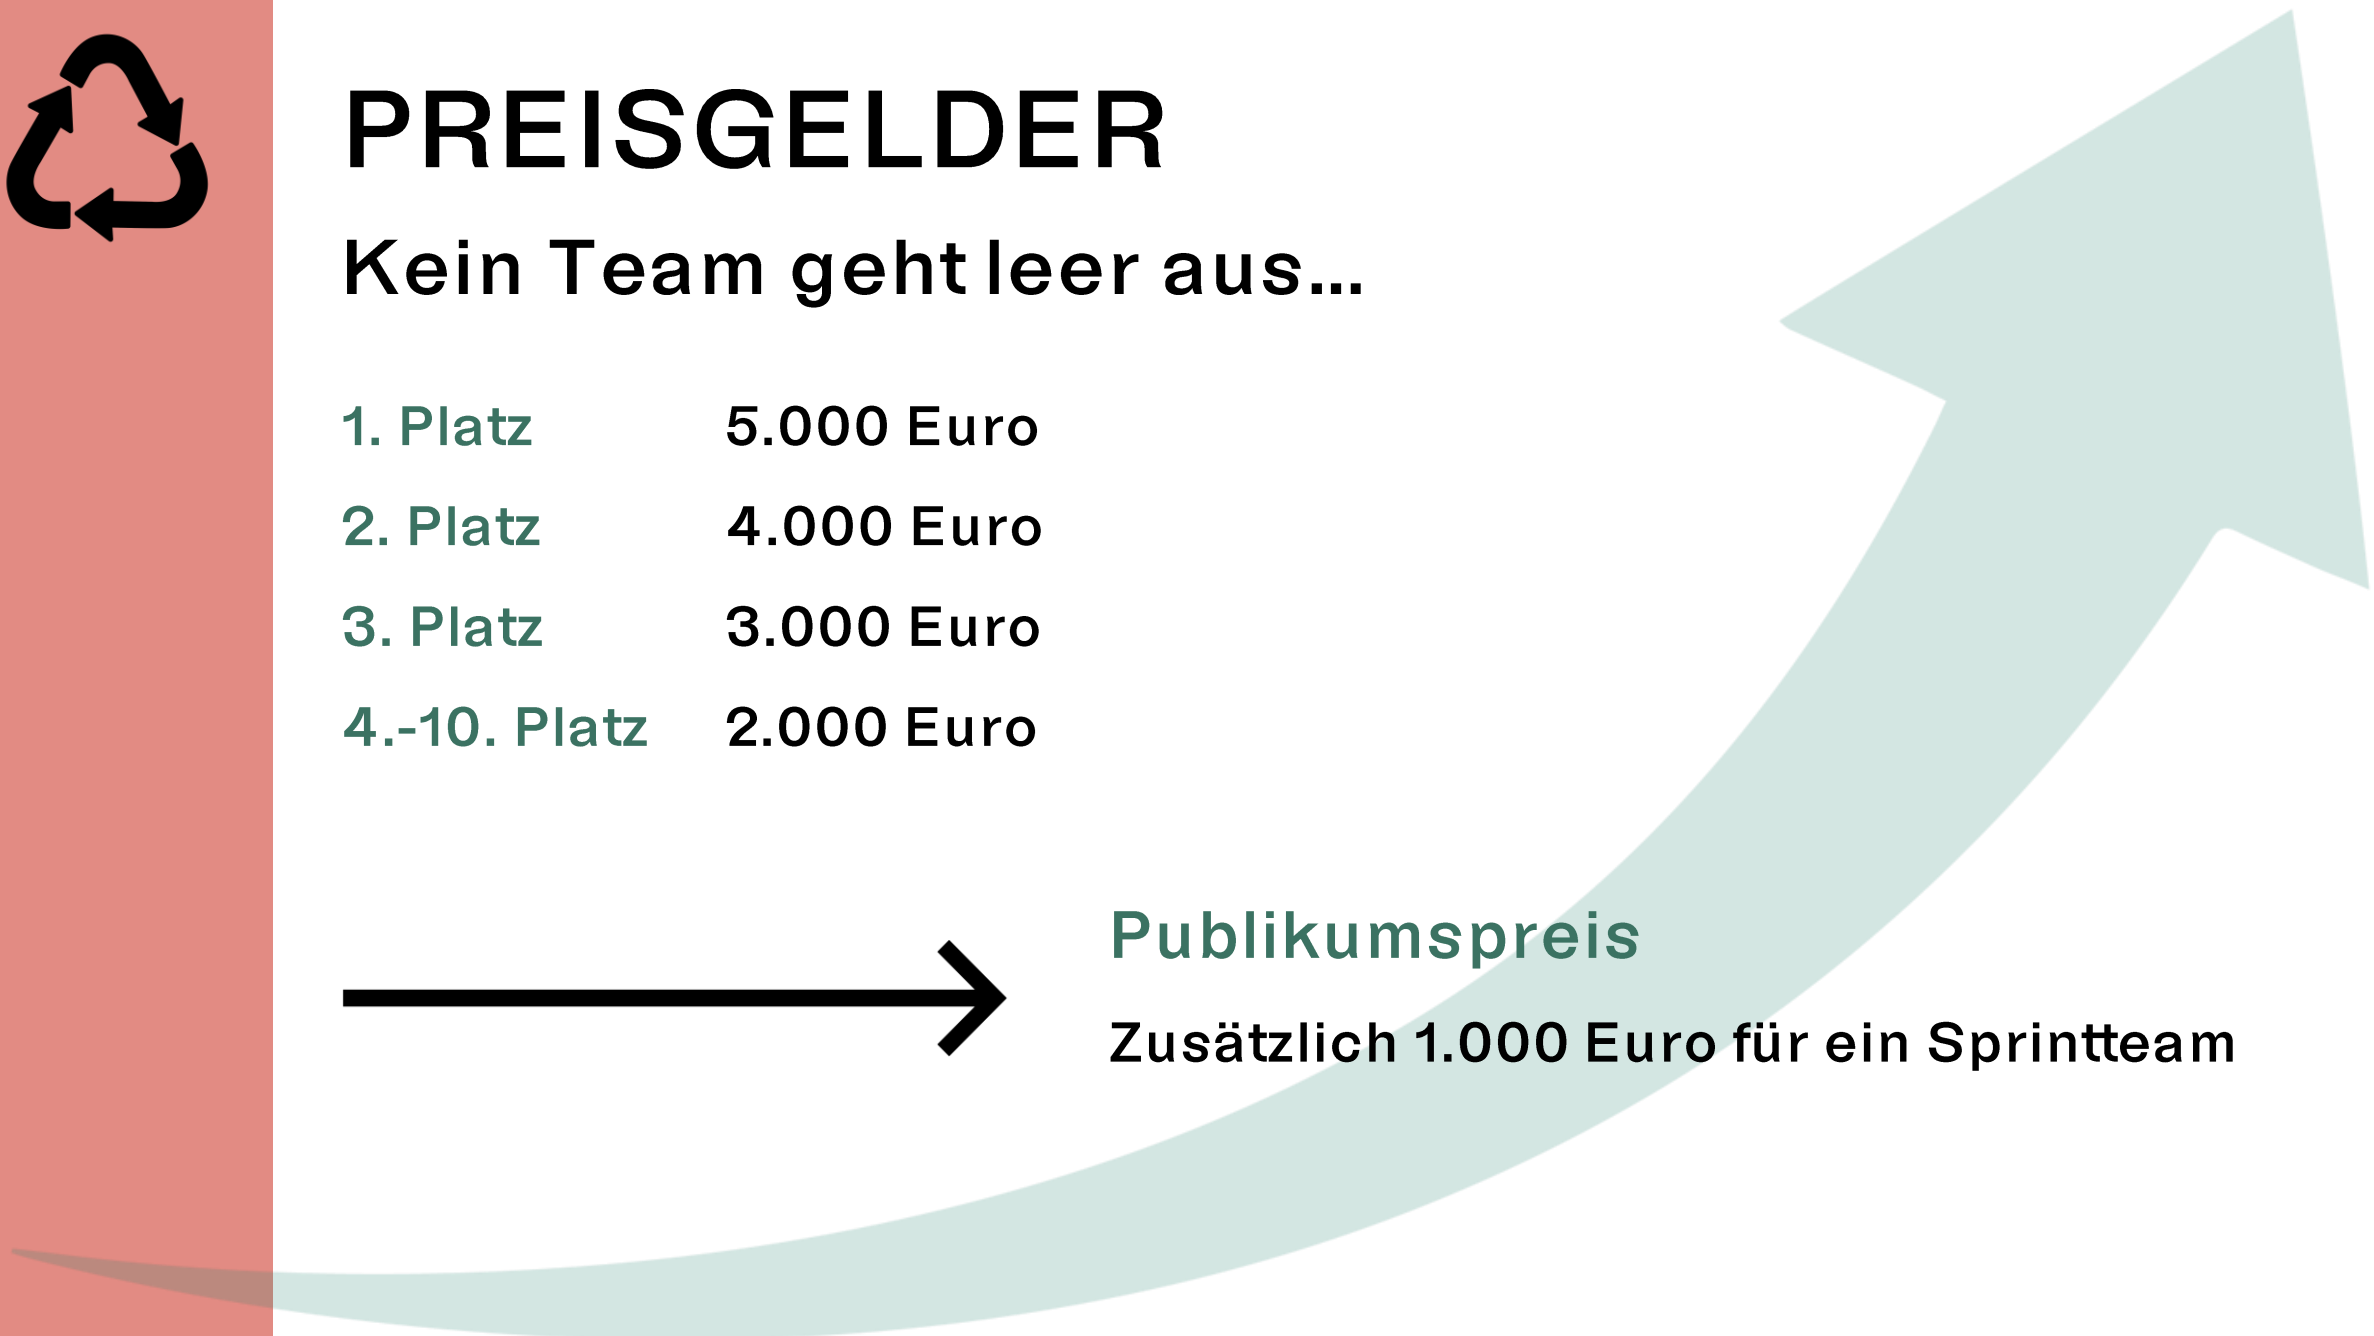 PREISGELDER
Kein Team geht leer aus...
1. Platz 5.000 Euro
2. Platz 4.000 Euro
3. Platz 3.000 Euro
4.-10. Platz 2.000 Euro
Publikumspreis
Zusätzlich 1.000 Euro für ein Sprintteam